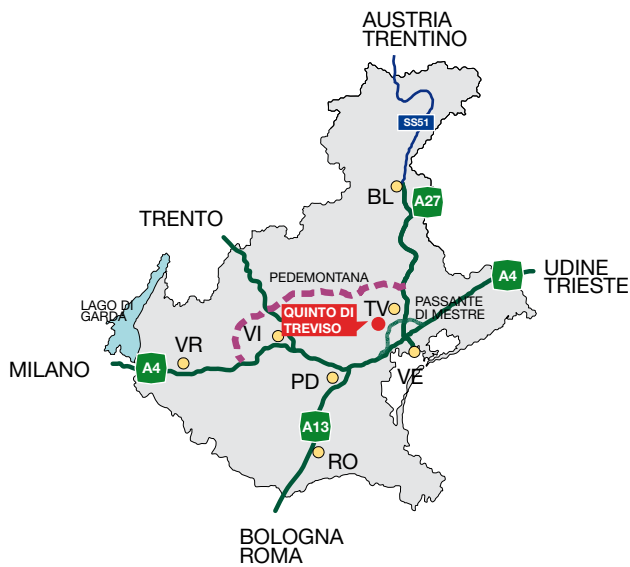 AUSTRIA
TRENTINO
SS51
BL
A27
TRENTO
UDINE
TRIESTE
A4
PEDEMONTANA
LAGO DI
GARDA
QUINTO DI
TREVISO
TV
PASSANTE
DI MESTRE
VI
VR
MILANO
A4
PD
VE
A13
RO
BOLOGNA
ROMA